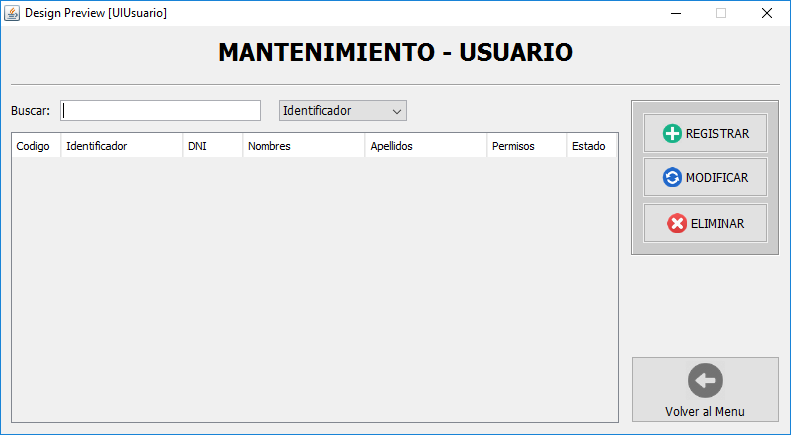 Design Preview [UIUsuario]
MANTENIMIENTO - USUARIO
Buscar: Identificador
Codigo Identificador DNI Nombres Apellidos Permisos Estado
REGISTRAR
MODIFICAR
ELIMINAR
Volver al Menu